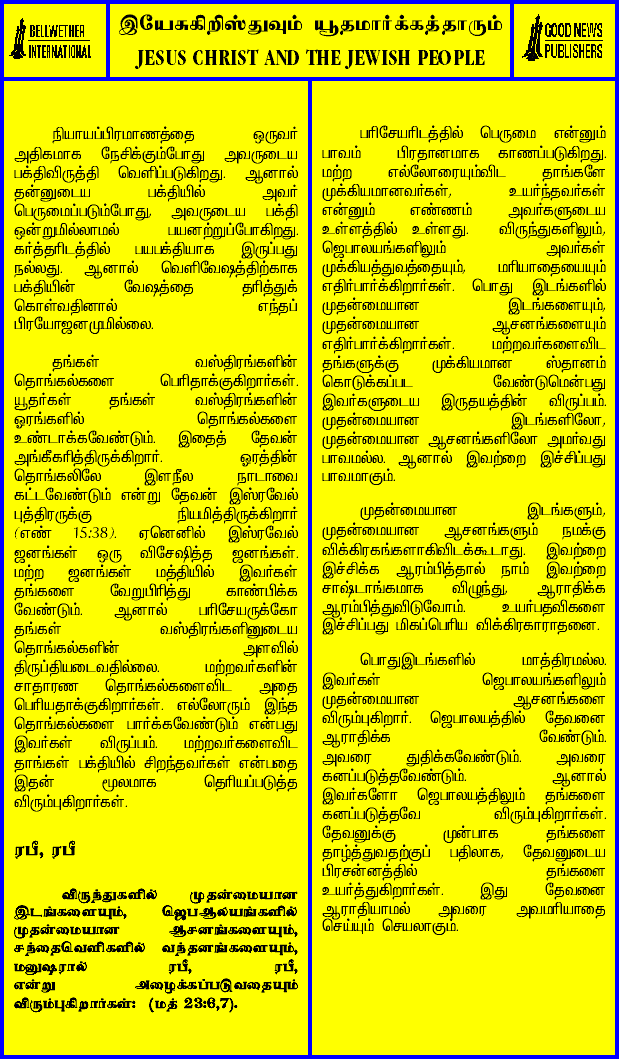 BELLWETHER
INTERNATIONAL
இயேசுகிறிஸ்துவும் யூதமார்க்கத்தாரும்
JESUS CHRIST AND THE JEWISH PEOPLE
GOOD NEWS
PUBLISHERS
நியாயப்பிரமாணத்தை ஒருவர்
அதிகமாக நேசிக்கும்போது அவருடைய
பக்திவிருத்தி வெளிப்படுகிறது. ஆனால்
தன்னுடைய பக்தியில் அவர்
பெருமைப்படும்போது, அவருடைய பக்தி
ஒன்றுமில்லாமல் பயனற்றுப்போகிறது.
கர்த்தரிடத்தில் பயபக்தியாக இருப்பது
நல்லது. ஆனால் வெளிவேஷத்திற்காக
பக்தியின் வேஷத்தை தரித்துக்
கொள்வதினால் எந்தப்
பிரயோஜனமுமில்லை.
தங்கள் வஸ்திரங்களின்
தொங்கல்களை பெரிதாக்குகிறார்கள்.
யூதர்கள் தங்கள் வஸ்திரங்களின்
ஓரங்களில் தொங்கல்களை
உண்டாக்கவேண்டும். இதைத் தேவன்
அங்கீகரித்திருக்கிறார். ஓரத்தின்
தொங்கலிலே இளநீல நாடாவை
கட்டவேண்டும் என்று தேவன் இஸ்ரவேல்
புத்திரருக்கு நியமித்திருக்கிறார்
(எண் 15:38). ஏனெனில் இஸ்ரவேல்
ஜனங்கள் ஒரு விசேஷித்த ஜனங்கள்.
மற்ற ஜனங்கள் மத்தியில் இவர்கள்
தங்களை வேறுபிரித்து காண்பிக்க
வேண்டும். ஆனால் பரிசேயருக்கோ
தங்கள் வஸ்திரங்களினுடைய
தொங்கல்களின் அளவில்
திருப்தியடைவதில்லை. மற்றவர்களின்
சாதாரண தொங்கல்களைவிட அதை
பெரியதாக்குகிறார்கள். எல்லோரும் இந்த
தொங்கல்களை பார்க்கவேண்டும் என்பது
இவர்கள் விருப்பம். மற்றவர்களைவிட
தாங்கள் பக்தியில் சிறந்தவர்கள் என்பதை
இதன் மூலமாக தெரியப்படுத்த
விரும்புகிறார்கள்.
ரபீ, ரபீ
விருந்துகளில் முதன்மையான
இடங்களையும், ஜெபஆலயங்களில்
முதன்மையான ஆசனங்களையும்,
சந்தைவெளிகளில் வந்தனங்களையும்,
மனுஷரால் ரபீ, ரபீ,
என்று அழைக்கப்படுவதையும்
விரும்புகிறார்கள்: (மத் 23:6,7).
பரிசேயரிடத்தில் பெருமை என்னும்
பாவம் பிரதானமாக காணப்படுகிறது.
மற்ற எல்லோரையும்விட தாங்களே
முக்கியமானவர்கள், உயர்ந்தவர்கள்
என்னும் எண்ணம் அவர்களுடைய
உள்ளத்தில் உள்ளது. விருந்துகளிலும்,
ஜெபாலயங்களிலும் அவர்கள்
முக்கியத்துவத்தையும், மரியாதையையும்
எதிர்பார்க்கிறார்கள். பொது இடங்களில்
முதன்மையான இடங்களையும்,
முதன்மையான ஆசனங்களையும்
எதிர்பார்க்கிறார்கள். மற்றவர்களைவிட
தங்களுக்கு முக்கியமான ஸ்தானம்
கொடுக்கப்பட வேண்டுமென்பது
இவர்களுடைய இருதயத்தின் விருப்பம்.
முதன்மையான இடங்களிலோ,
முதன்மையான ஆசனங்களிலோ அமர்வது
பாவமல்ல. ஆனால் இவற்றை இச்சிப்பது
பாவமாகும்.
முதன்மையான இடங்களும்,
முதன்மையான ஆசனங்களும் நமக்கு
விக்கிரகங்களாகிவிடக்கூடாது. இவற்றை
இச்சிக்க ஆரம்பித்தால் நாம் இவற்றை
சாஷ்டாங்கமாக விழுந்து, ஆராதிக்க
ஆரம்பித்துவிடுவோம். உயர்பதவிகளை
இச்சிப்பது மிகப்பெரிய விக்கிரகாராதனை.
பொதுஇடங்களில் மாத்திரமல்ல.
இவர்கள் ஜெபாலயங்களிலும்
முதன்மையான ஆசனங்களை
விரும்புகிறார். ஜெபாலயத்தில் தேவனை
ஆராதிக்க வேண்டும்.
அவரை துதிக்கவேண்டும். அவரை
கனப்படுத்தவேண்டும். ஆனால்
இவர்களோ ஜெபாலயத்திலும் தங்களை
கனப்படுத்தவே விரும்புகிறார்கள்.
தேவனுக்கு முன்பாக தங்களை
தாழ்த்துவதற்குப் பதிலாக, தேவனுடைய
பிரசன்னத்தில் தங்களை
உயர்த்துகிறார்கள். இது தேவனை
ஆராதியாமல் அவரை அவமரியாதை
செய்யும் செயலாகும்.